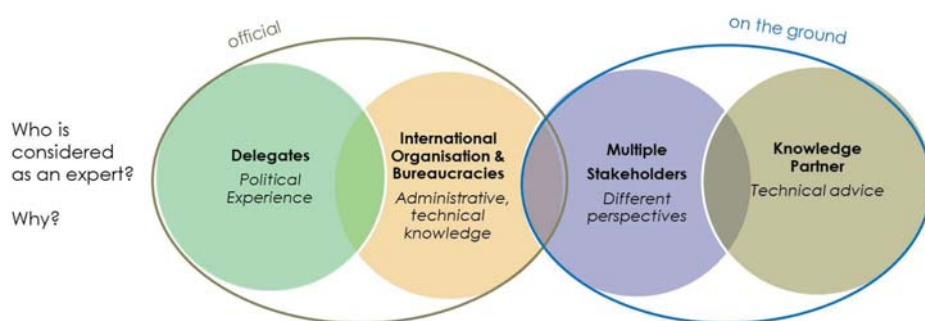 official
on the ground
Who is
considered
as an expert?
Why?
Delegates
Political
Experience
International
Organisation &
Bureaucracies
Administrative,
technical
knowledge
Multiple
Stakeholders
Different
perspectives
Knowledge
Partner
Technical advice